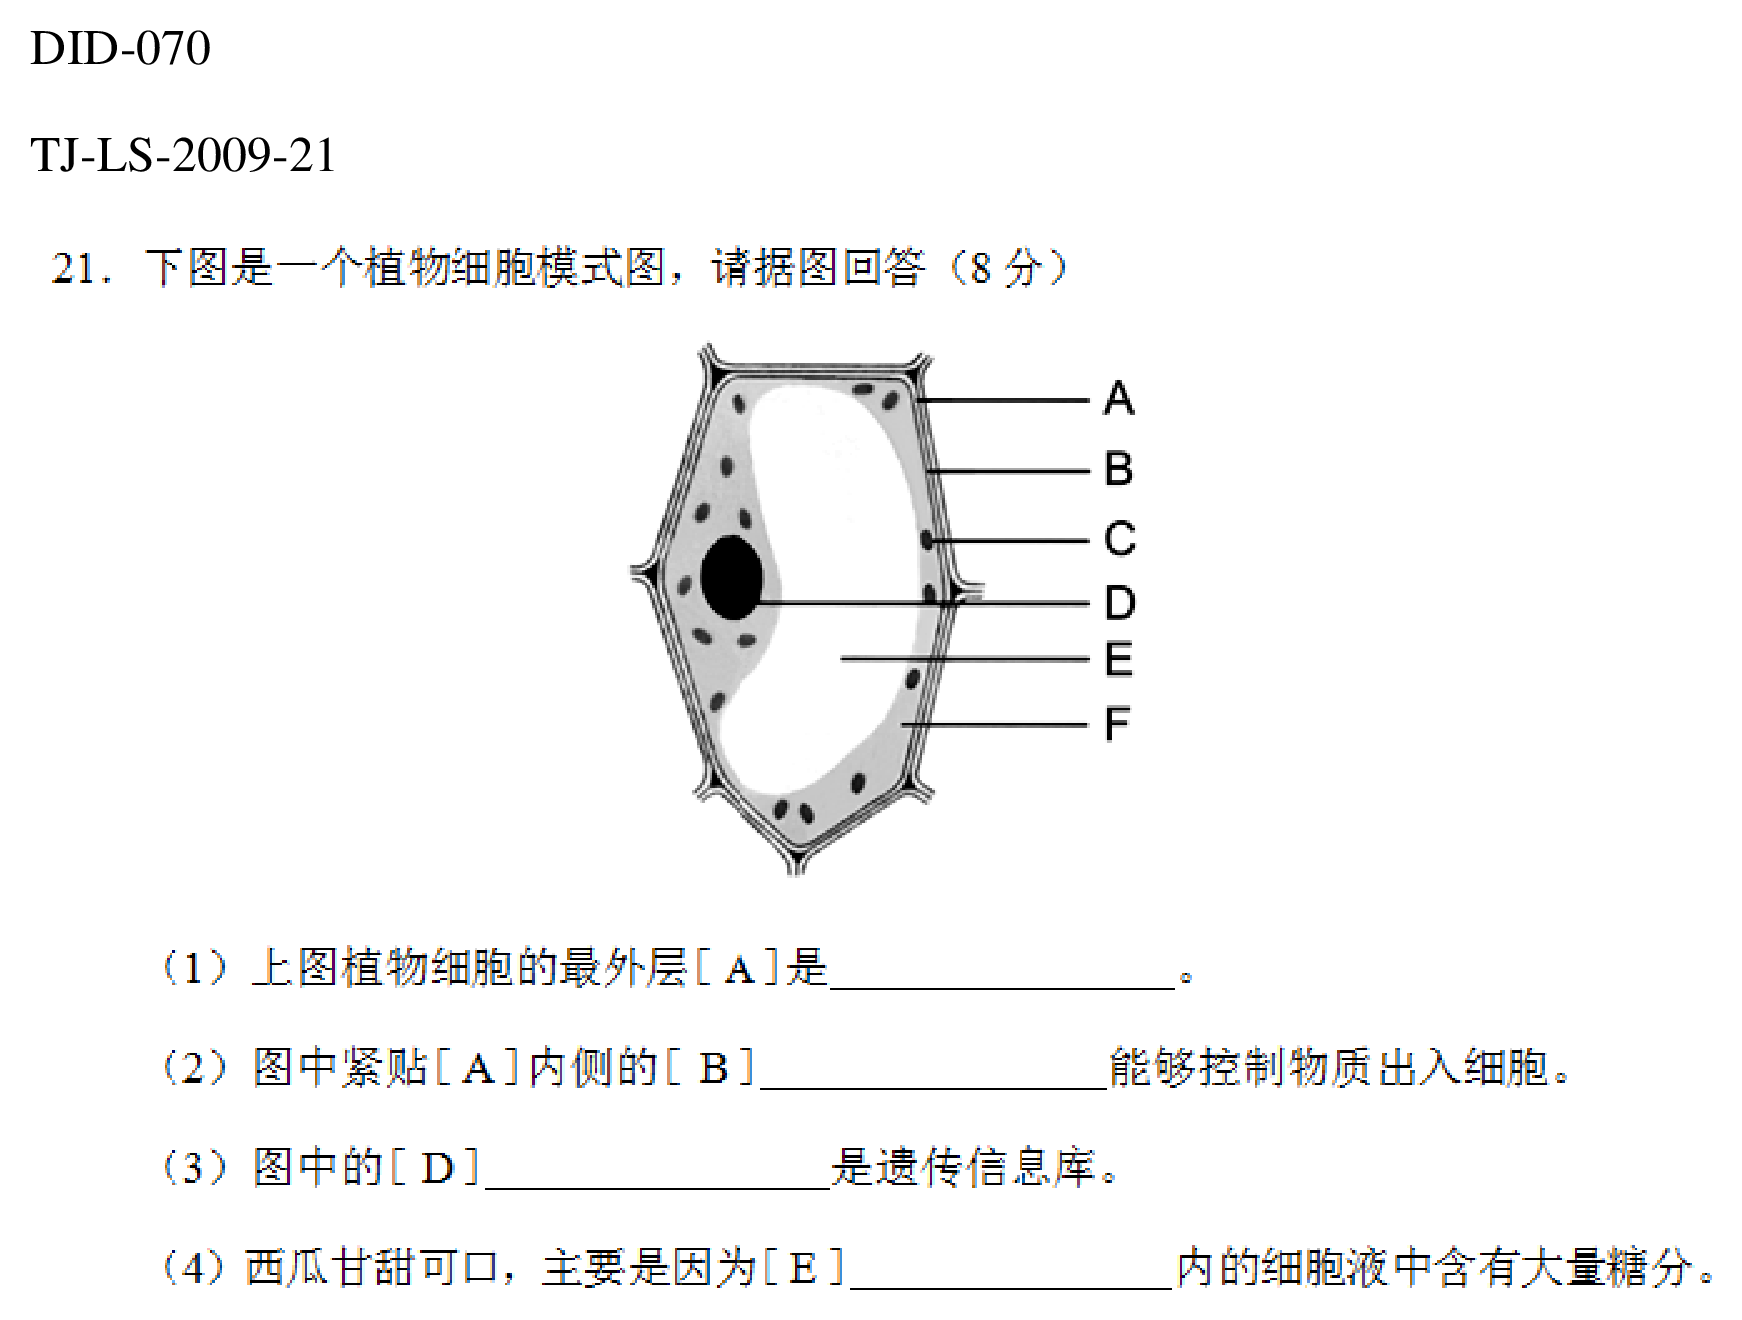 DID-070
TJ-LS-2009-21
21. 下图是一个植物细胞模式图，请据图回答（8 分）
A
B
C
D
E
F
（1）上图植物细胞的最外层[ A ]是________________。
（2）图中紧贴[ A ]内侧的[ B ]________________能够控制物质出入细胞。
（3）图中的[ D ]________________是遗传信息库。
（4）西瓜甘甜可口，主要是因为[ E ]________________内的细胞液中含有大量糖分。